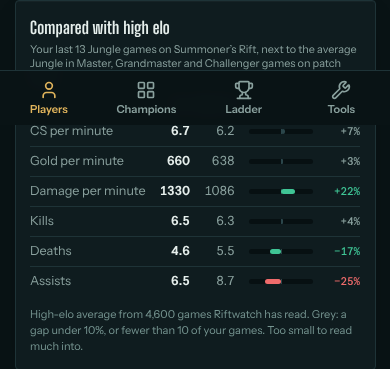 Compared with high elo
Your last 13 Jungle games on Summoner's Rift, next to the average
Jungle in Master, Grandmaster and Challenger games on patch
Players Champions Ladder Tools
CS per minute 6.7 6.2 +7%
Gold per minute 660 638 +3%
Damage per minute 1330 1086 +22%
Kills 6.5 6.3 +4%
Deaths 4.6 5.5 −17%
Assists 6.5 8.7 −25%
High-elo average from 4,600 games Riftwatch has read. Grey: a
gap under 10%, or fewer than 10 of your games. Too small to read
much into.